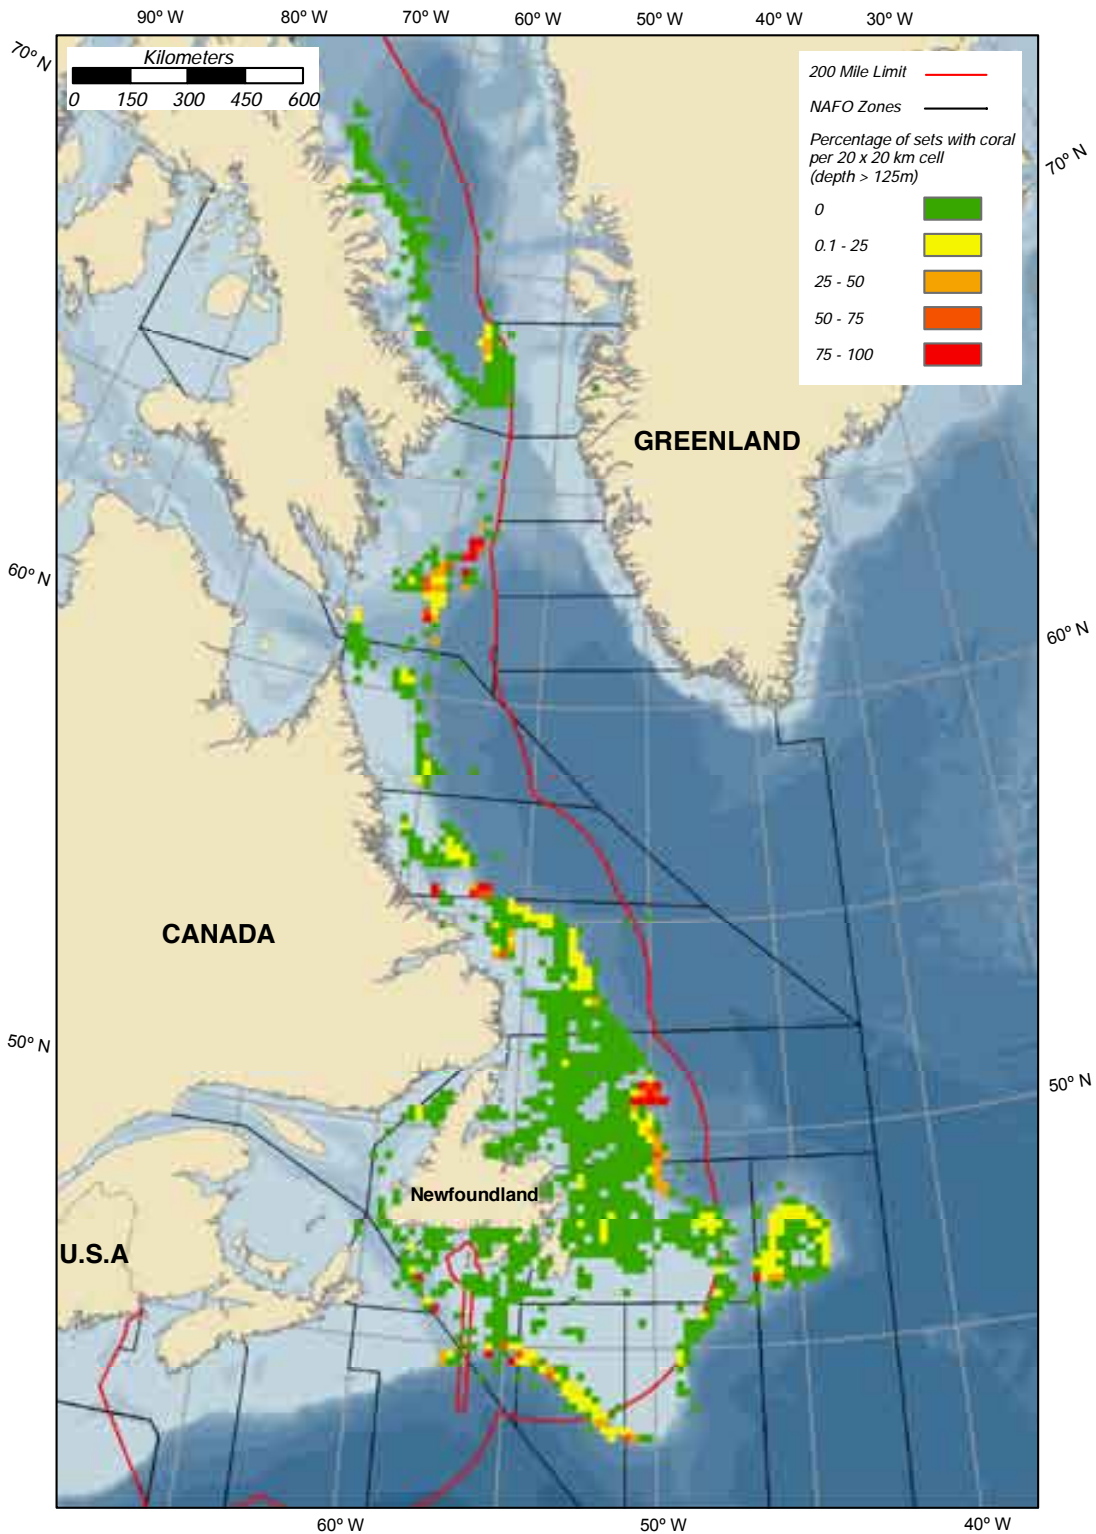 90° W 80° W 70° W 60° W 50° W 40° W 30° W
70° N
Kilometers
0 150 300 450 600
200 Mile Limit
NAFO Zones
Percentage of sets with coral
per 20 x 20 km cell
(depth > 125m)
0
0.1 - 25
25 - 50
50 - 75
75 - 100
70° N
GREENLAND
60° N
60° N
CANADA
50° N
50° N
Newfoundland
U.S.A
60° W 50° W 40° W